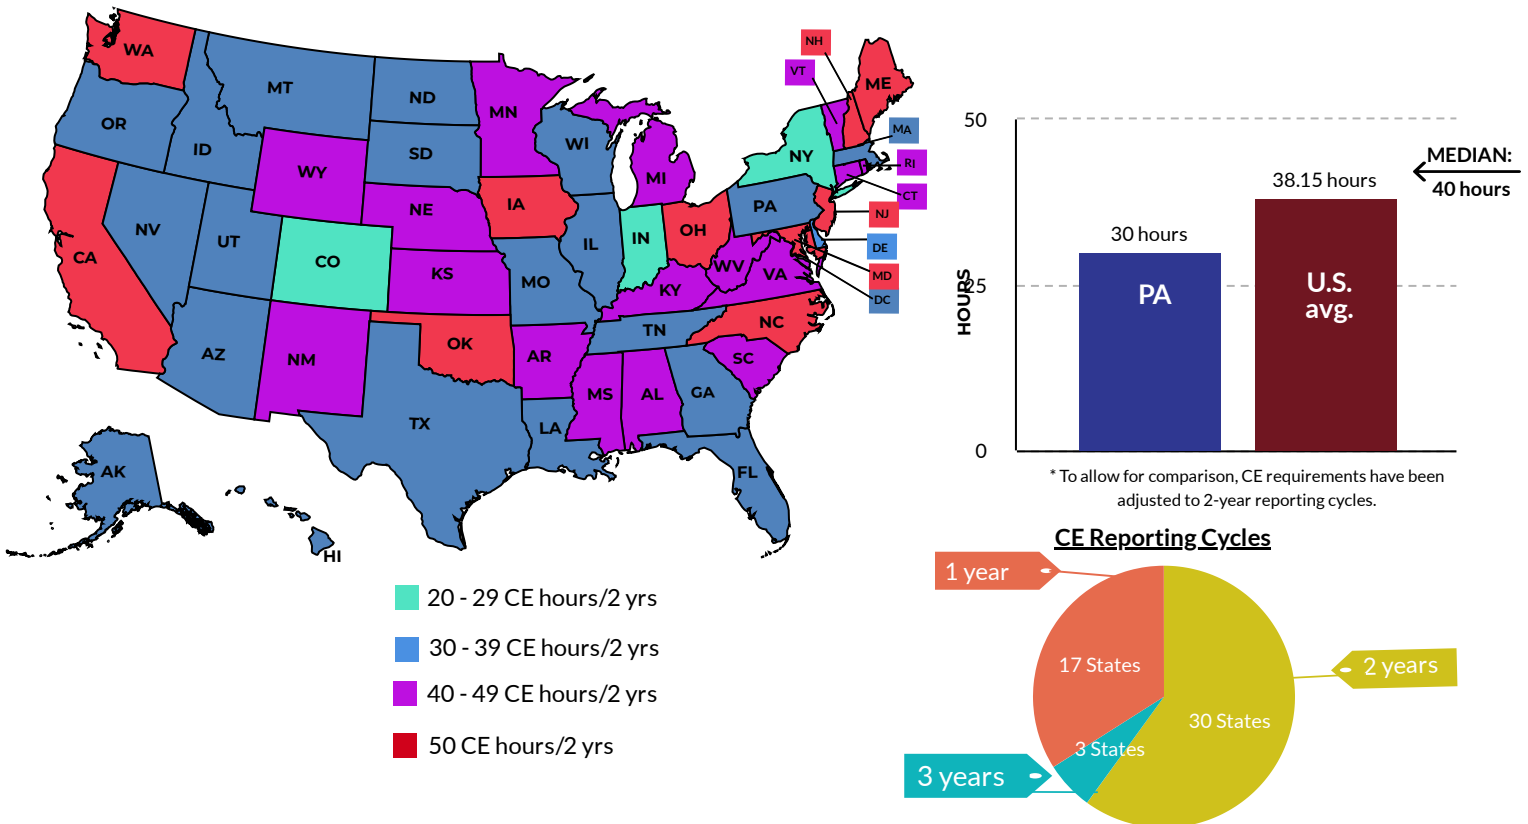 WA
MT
ND
MN
OR
ID
SD
WI
WY
MI
NE
IA
NV
UT
CO
KS
MO
IL
IN
OH
PA
NY
CA
AZ
NM
OK
AR
TN
KY
WV
VA
NC
SC
MS
AL
GA
TX
LA
FL
AK
HI
NH
VT
ME
MA
RI
CT
NJ
DE
MD
DC
20 - 29 CE hours/2 yrs
30 - 39 CE hours/2 yrs
40 - 49 CE hours/2 yrs
50 CE hours/2 yrs
50
25
0
HOURS
30 hours
38.15 hours
PA
U.S.
avg.
MEDIAN:
40 hours
* To allow for comparison, CE requirements have been
adjusted to 2-year reporting cycles.
CE Reporting Cycles
1 year
17 States
2 years
30 States
3 States
3 years